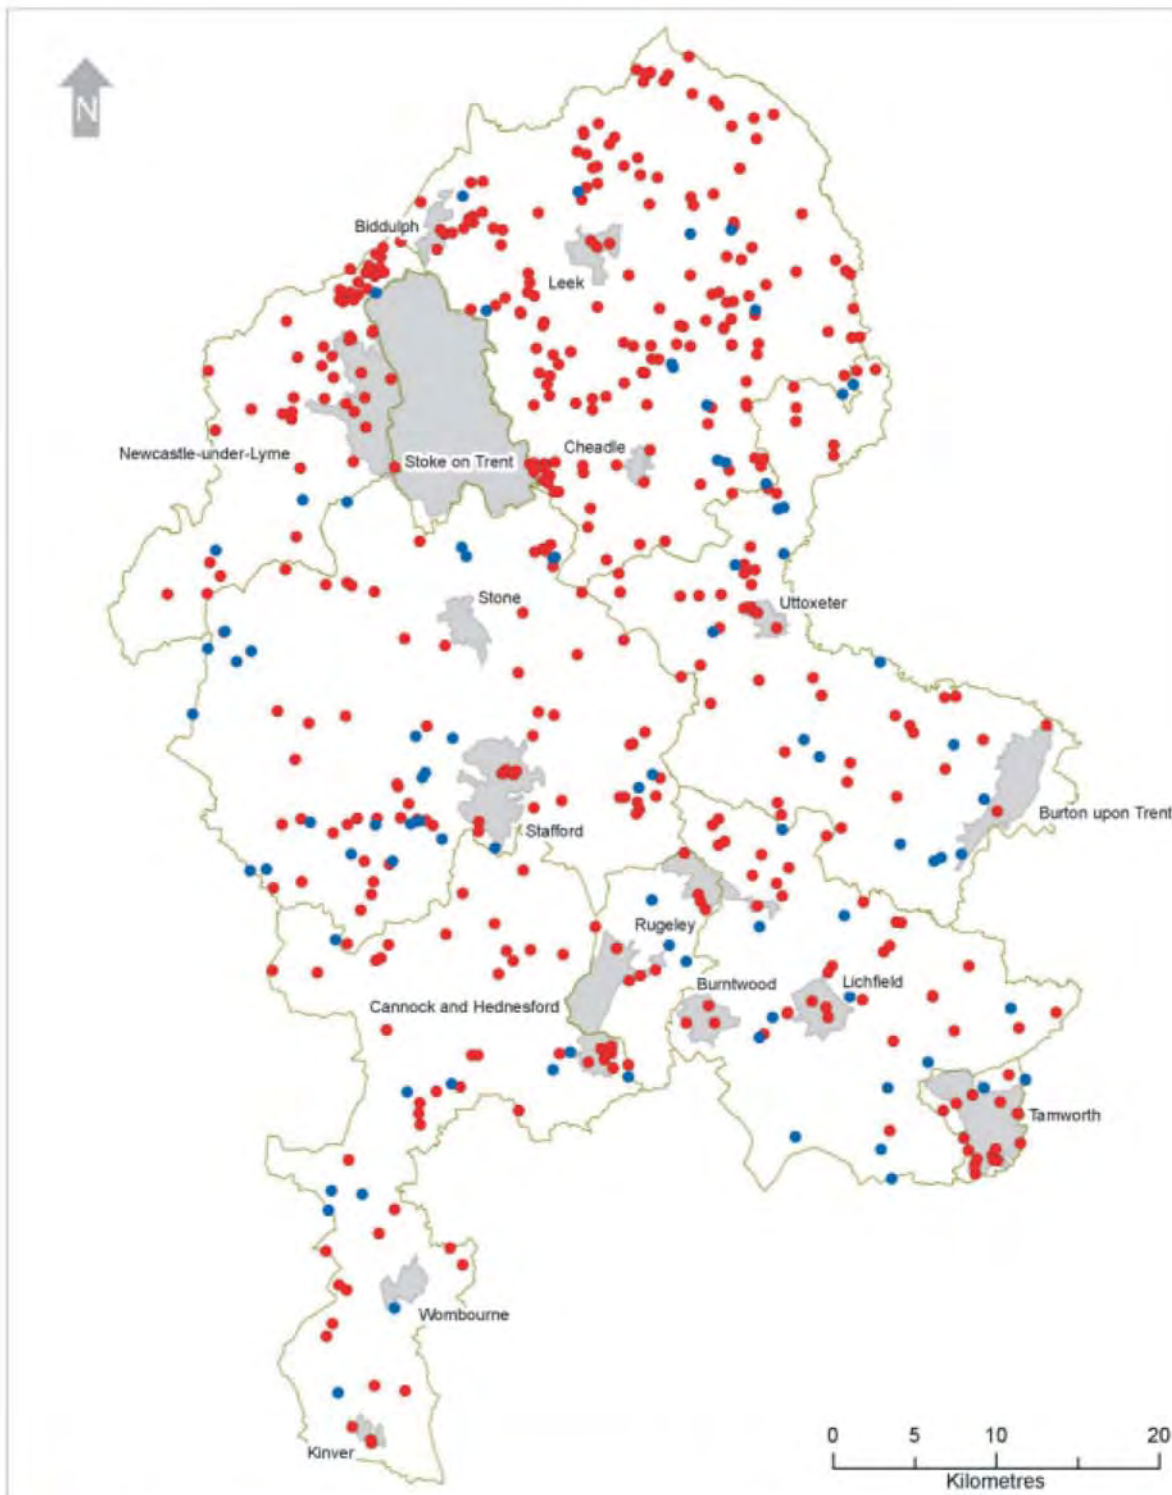 N
Biddulph
Leek
Newcastle-under-Lyme
Stoke on Trent
Cheadle
Stone
Uttoxeter
Stafford
Burton upon Trent
Rugeley
Cannock and Hednesford
Burntwood
Lichfield
Tamworth
Wombourne
Kinver
0 5 10 20
Kilometres